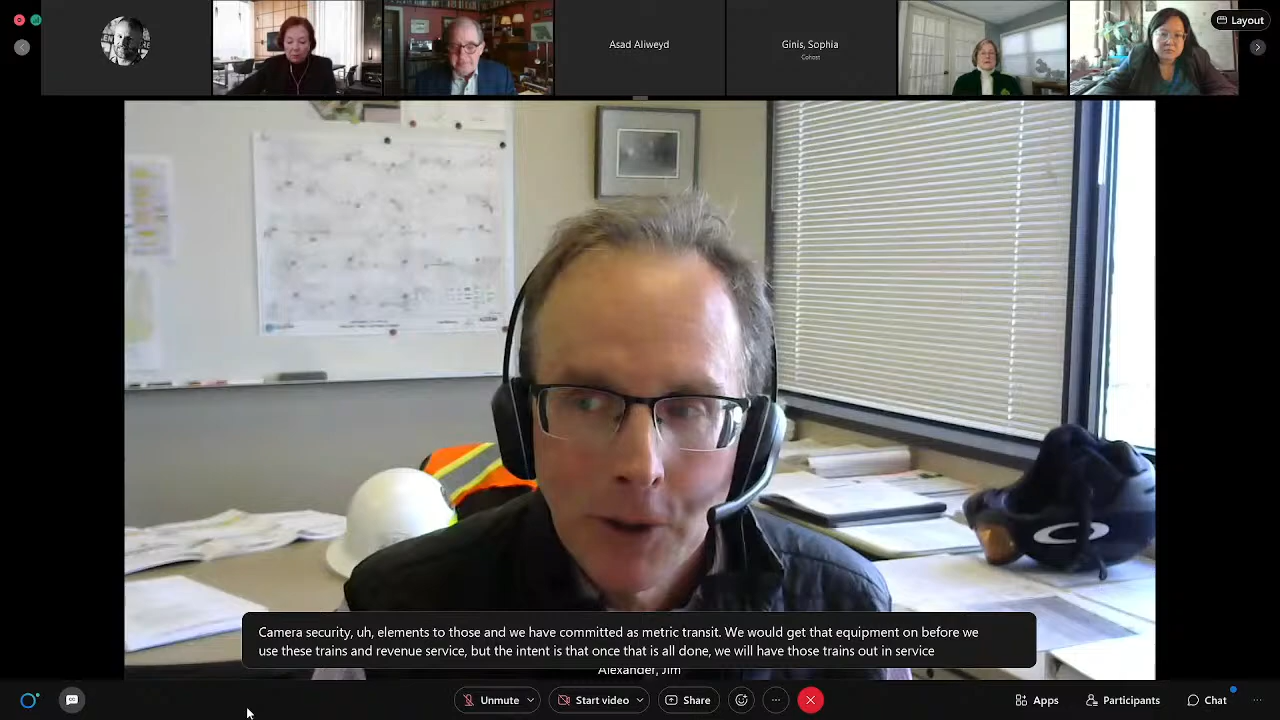 Layout
Asad Aliweyd
Ginis, Sophia
Cohost
Camera security, uh, elements to those and we have committed as metric transit. We would get that equipment on before we
use these trains and revenue service, but the intent is that once that is all done, we will have those trains out in service
Alexander, Jim
Unmute
Start video
Share
Apps
Participants
Chat